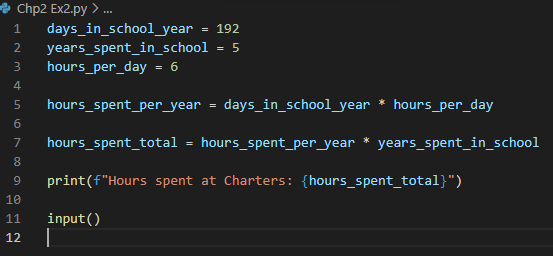 Chp2 Ex2.py > ...
1 days_in_school_year = 192
2 years_spent_in_school = 5
3 hours_per_day = 6
4
5 hours_spent_per_year = days_in_school_year * hours_per_day
6
7 hours_spent_total = hours_spent_per_year * years_spent_in_school
8
9 print(f"Hours spent at Charters: {hours_spent_total}")
10
11 input()
12